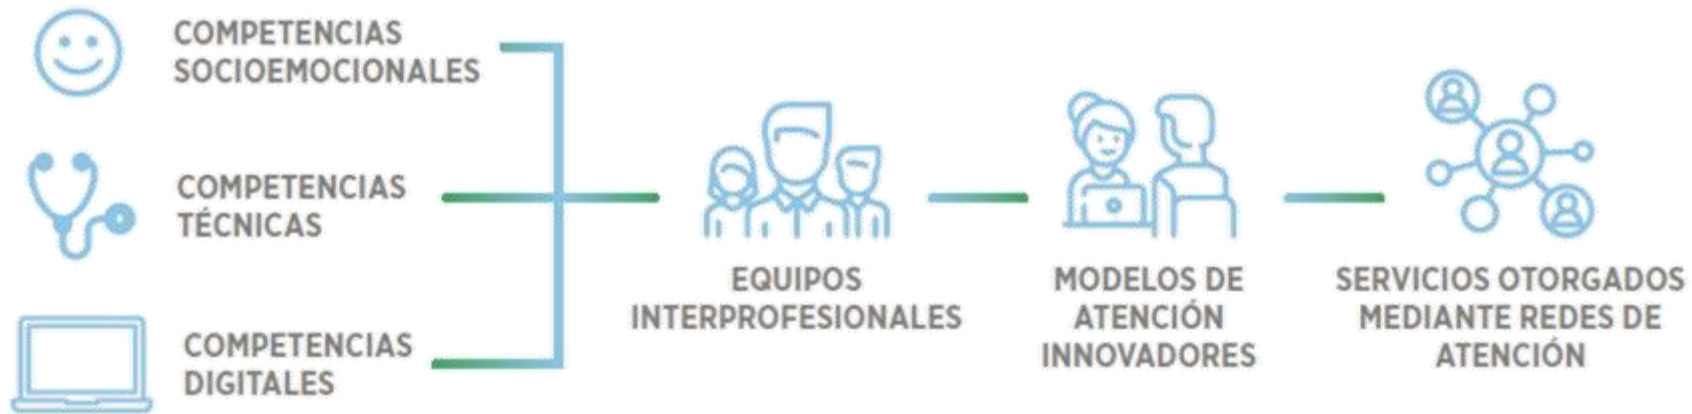 COMPETENCIAS
SOCIOEMOCIONALES
COMPETENCIAS
TÉCNICAS
COMPETENCIAS
DIGITALES
EQUIPOS
INTERPROFESIONALES
MODELOS DE
ATENCIÓN
INNOVADORES
SERVICIOS OTORGADOS
MEDIANTE REDES DE
ATENCIÓN